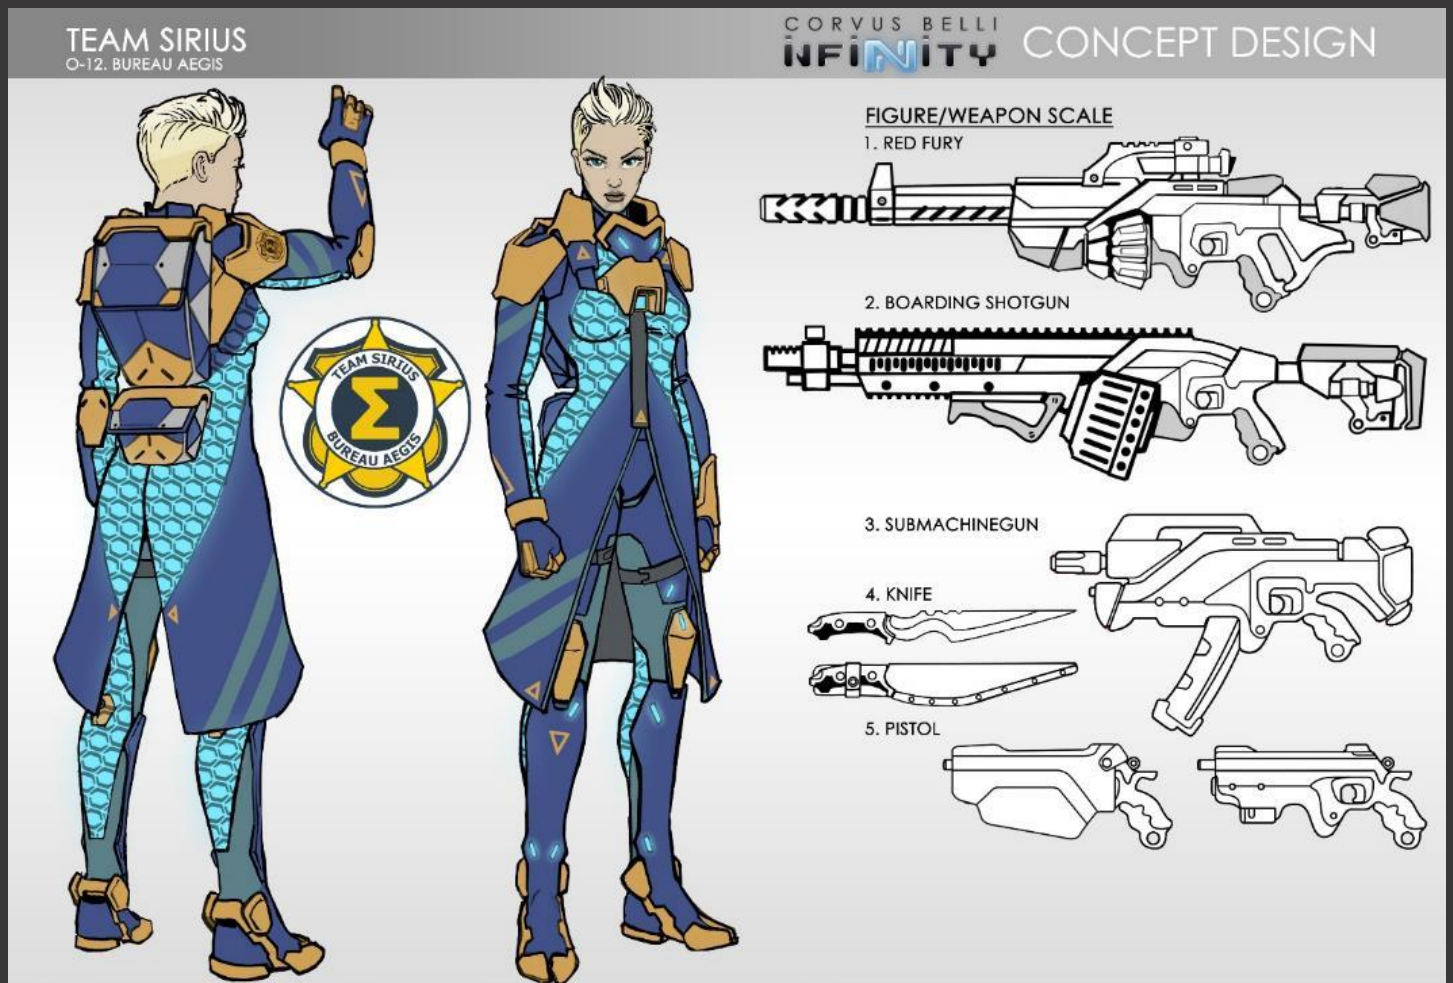 TEAM SIRIUS
O-12. BUREAU AEGIS
CORVUS BELLI
iNFiNiTY
CONCEPT DESIGN
FIGURE/WEAPON SCALE
1. RED FURY
2. BOARDING SHOTGUN
3. SUBMACHINEGUN
4. KNIFE
5. PISTOL
TEAM SIRIUS
Σ
BUREAU AEGIS